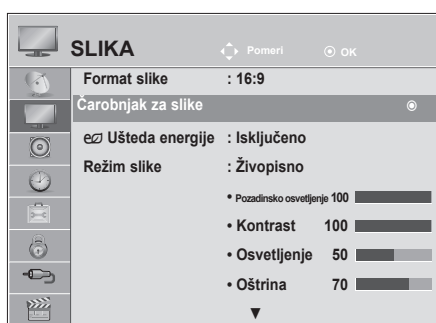 SLIKA Pomeri OK
Format slike : 16:9
Čarobnjak za slike
Ušteda energije : Isključeno
Režim slike : Živopisno
• Pozadinsko osvetljenje 100
• Kontrast 100
• Osvetljenje 50
• Oštrina 70